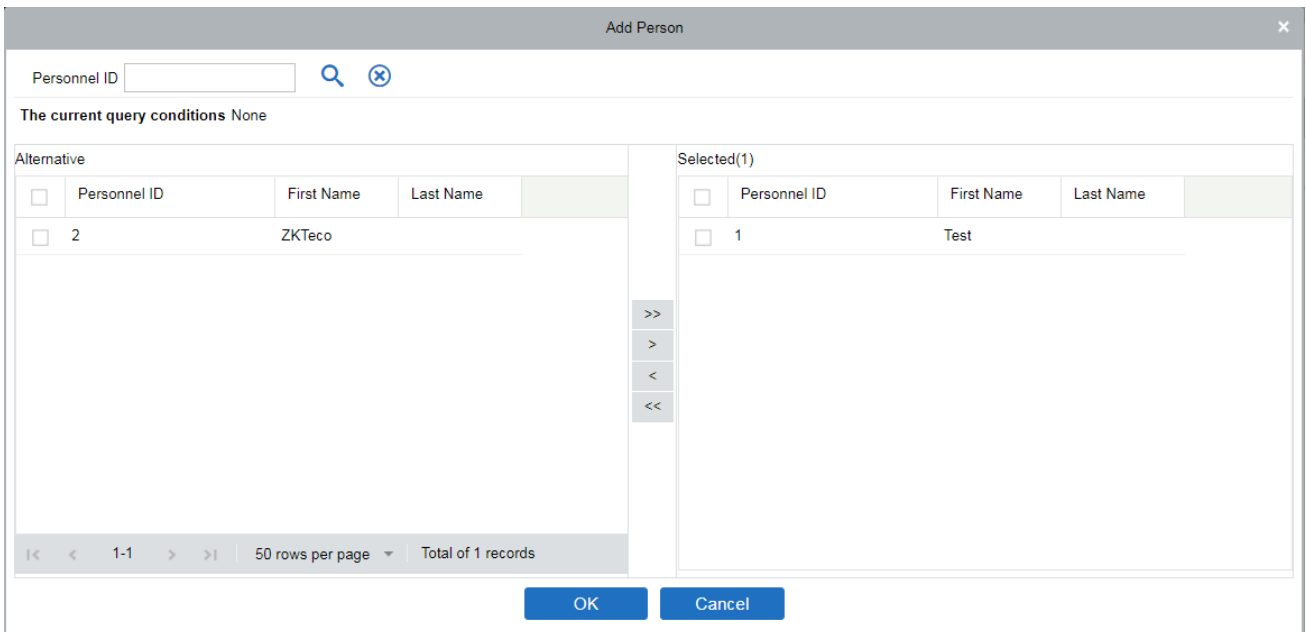 Add Person
×
Personnel ID
The current query conditions None
Alternative
Personnel ID First Name Last Name
2 ZKTeco
>>
>
<
<<
Selected(1)
Personnel ID First Name Last Name
1 Test
|< < 1-1 > >| 50 rows per page Total of 1 records
OK Cancel